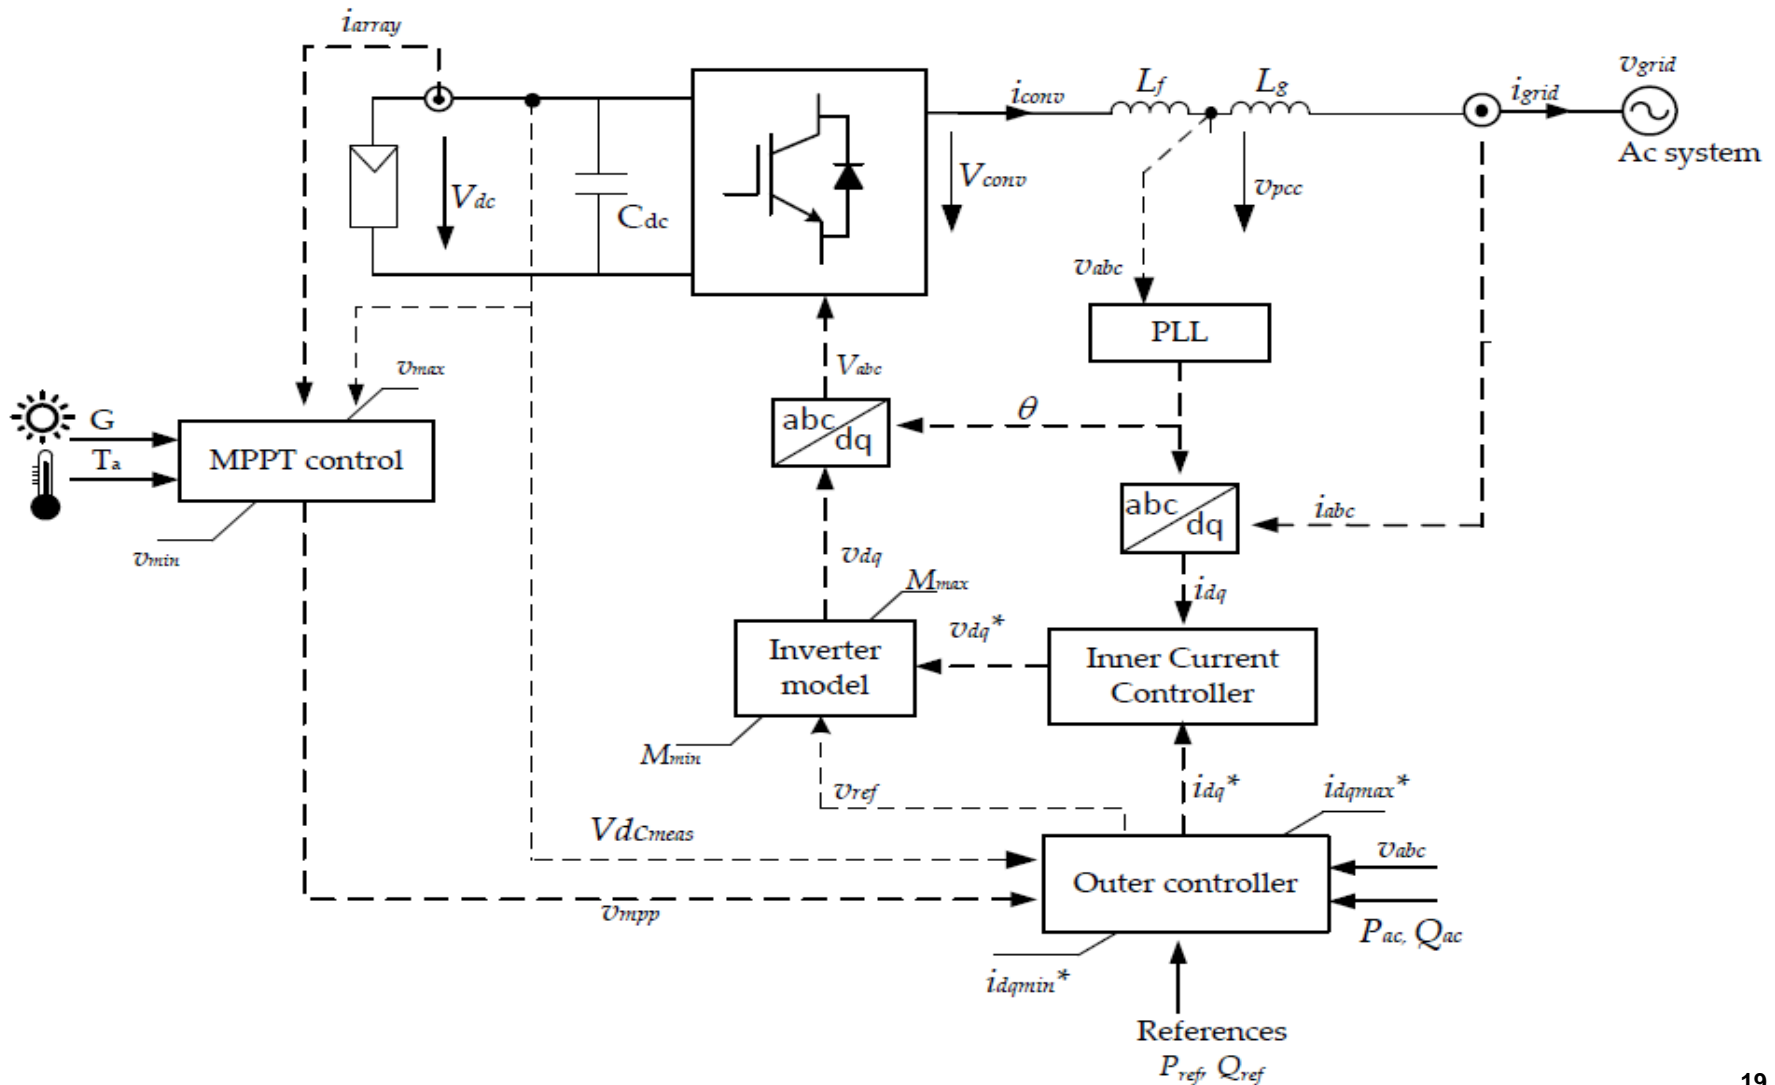 iarray
vgrid
iconv
Lf
Lg
igrid
Ac system
Vdc
Cdc
Vconv
vpcc
vabc
PLL
vmax
Vabc
G
Ta
MPPT control
abc
dq
θ
abc
dq
iabc
vmin
vdq
Mmax
idq
vdq*
Inverter
model
Inner Current
Controller
Mmin
vref
idq*
idqmax*
Vdcmeas
vabc
Outer controller
vmpp
Pac, Qac
idqmin*
References
Pref, Qref
19